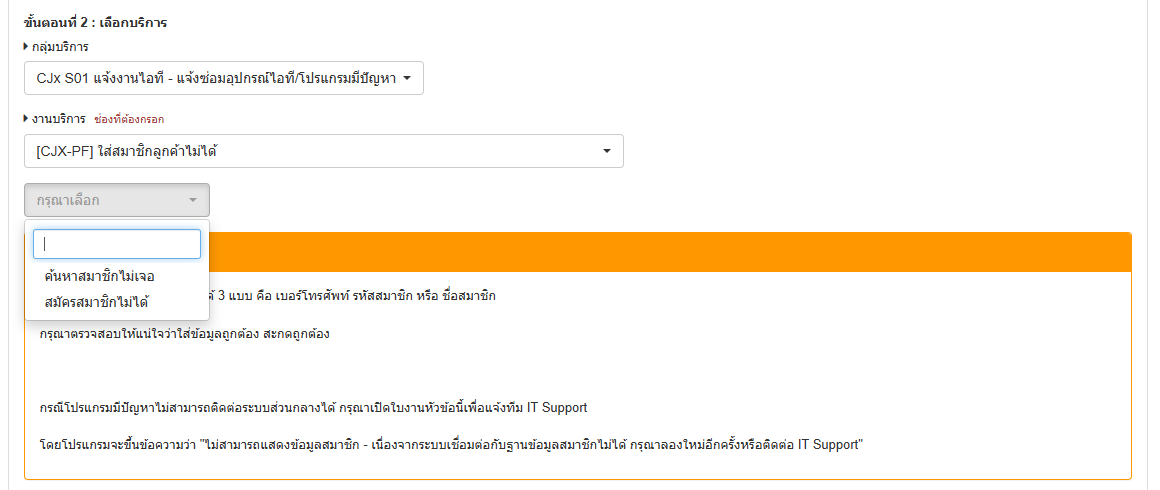 ขั้นตอนที่ 2 : เลือกบริการ
กลุ่มบริการ
CJx S01 แจ้งงานไอที - แจ้งซ่อมอุปกรณ์ไอที/โปรแกรมมีปัญหา
งานบริการ ช่องที่ต้องกรอก
[CJX-PF] ใส่สมาชิกลูกค้าไม่ได้
กรุณาเลือก
ค้นหาสมาชิกไม่เจอ
สมัครสมาชิกไม่ได้
3 แบบ คือ เบอร์โทรศัพท์ รหัสสมาชิก หรือ ชื่อสมาชิก
กรุณาตรวจสอบให้แน่ใจว่าใส่ข้อมูลถูกต้อง สะกดถูกต้อง
กรณีโปรแกรมมีปัญหาไม่สามารถติดต่อระบบส่วนกลางได้ กรุณาเปิดใบงานหัวข้อนี้เพื่อแจ้งทีม IT Support
โดยโปรแกรมจะขึ้นข้อความว่า "ไม่สามารถแสดงข้อมูลสมาชิก - เนื่องจากระบบเชื่อมต่อกับฐานข้อมูลสมาชิกไม่ได้ กรุณาลองใหม่อีกครั้งหรือติดต่อ IT Support"